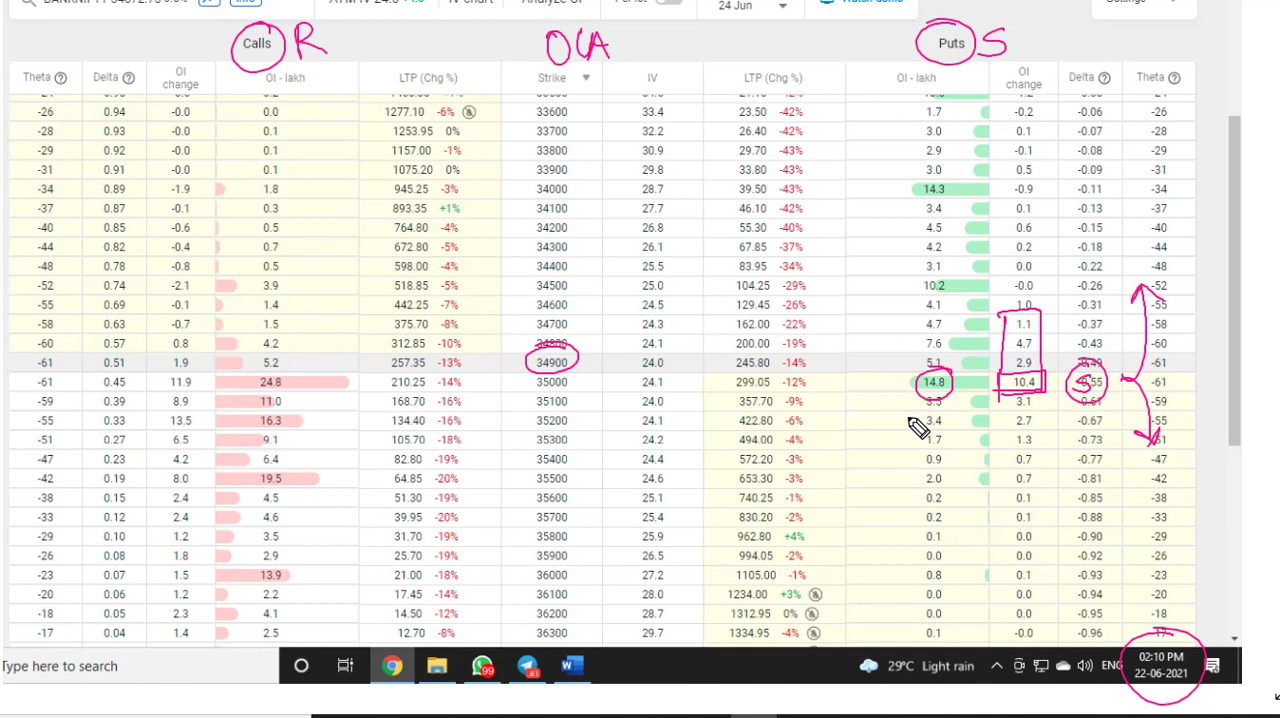 BANKNIFTY 34872.75 Info ATM IV 24.0 IV chart Analyze OI Per lot 24 Jun Watch demo Settings
Calls R OCA Puts S
Theta Delta OI change OI - lakh LTP (Chg %) Strike IV LTP (Chg %) OI - lakh OI change Delta Theta
-26 0.94 -0.0 0.0 1277.10 -6% 33600 33.4 23.50 -42% 1.7 -0.2 -0.06 -26
-28 0.93 -0.0 0.1 1253.95 0% 33700 32.2 26.40 -42% 3.0 0.1 -0.07 -28
-29 0.92 -0.0 0.1 1157.00 -1% 33800 30.9 29.70 -43% 2.9 -0.1 -0.08 -29
-31 0.91 -0.0 0.1 1075.20 0% 33900 29.8 33.80 -43% 3.0 0.5 -0.09 -31
-34 0.89 -1.9 1.8 945.25 -3% 34000 28.7 39.50 -43% 14.3 -0.9 -0.11 -34
-37 0.87 -0.1 0.3 893.35 +1% 34100 27.7 46.10 -42% 3.4 0.1 -0.13 -37
-40 0.85 -0.6 0.5 764.80 -4% 34200 26.8 55.30 -40% 4.5 0.6 -0.15 -40
-44 0.82 -0.4 0.7 672.80 -5% 34300 26.1 67.85 -37% 4.2 0.2 -0.18 -44
-48 0.78 -0.8 0.5 598.00 -4% 34400 25.5 83.95 -34% 3.1 0.0 -0.22 -48
-52 0.74 -2.1 3.9 518.85 -5% 34500 25.0 104.25 -29% 10.2 -0.0 -0.26 -52
-55 0.69 -0.1 1.4 442.25 -7% 34600 24.5 129.45 -26% 4.1 1.0 -0.31 -55
-58 0.63 -0.7 1.5 375.70 -8% 34700 24.3 162.00 -22% 4.7 1.1 -0.37 -58
-60 0.57 0.8 4.2 312.85 -10% 34800 24.1 200.00 -19% 7.6 4.7 -0.43 -60
-61 0.51 1.9 5.2 257.35 -13% 34900 24.0 245.80 -14% 5.1 2.9 -0.49 -61
-61 0.45 11.9 24.8 210.25 -14% 35000 24.1 299.05 -12% 14.8 10.4 S -0.55 -61
-59 0.39 8.9 11.0 168.70 -16% 35100 24.0 357.70 -9% 3.1 -0.61 -59
-55 0.33 13.5 16.3 134.40 -16% 35200 24.1 422.80 -6% 3.4 2.7 -0.67 -55
-51 0.27 6.5 9.1 105.70 -18% 35300 24.2 494.00 -4% 1.7 1.3 -0.73 -51
-47 0.23 4.2 6.4 82.80 -19% 35400 24.4 572.20 -3% 0.9 0.7 -0.77 -47
-42 0.19 8.0 19.5 64.85 -20% 35500 24.6 653.30 -3% 2.0 0.7 -0.81 -42
-38 0.15 2.4 4.5 51.30 -19% 35600 25.1 740.25 -1% 0.2 0.1 -0.85 -38
-33 0.12 2.4 4.6 39.95 -20% 35700 25.4 830.20 -2% 0.2 0.1 -0.88 -33
-29 0.10 1.2 3.5 31.70 -19% 35800 25.9 962.80 +4% 0.1 0.0 -0.90 -29
-26 0.08 1.8 2.9 25.70 -19% 35900 26.5 994.05 -2% 0.0 0.0 -0.92 -26
-23 0.07 1.5 13.9 21.00 -18% 36000 27.2 1105.00 -1% 0.8 0.1 -0.93 -23
-20 0.06 1.2 2.2 17.45 -14% 36100 28.0 1234.00 +3% 0.0 0.0 -0.94 -20
-18 0.05 2.3 4.1 14.50 -12% 36200 28.7 1312.95 0% 0.0 0.0 -0.95 -18
-17 0.04 1.4 2.5 12.70 -8% 36300 29.7 1334.95 -4% 0.1 -0.0 -0.96 -17
Type here to search 99 W 29°C Light rain ENG 02:10 PM
22-06-2021